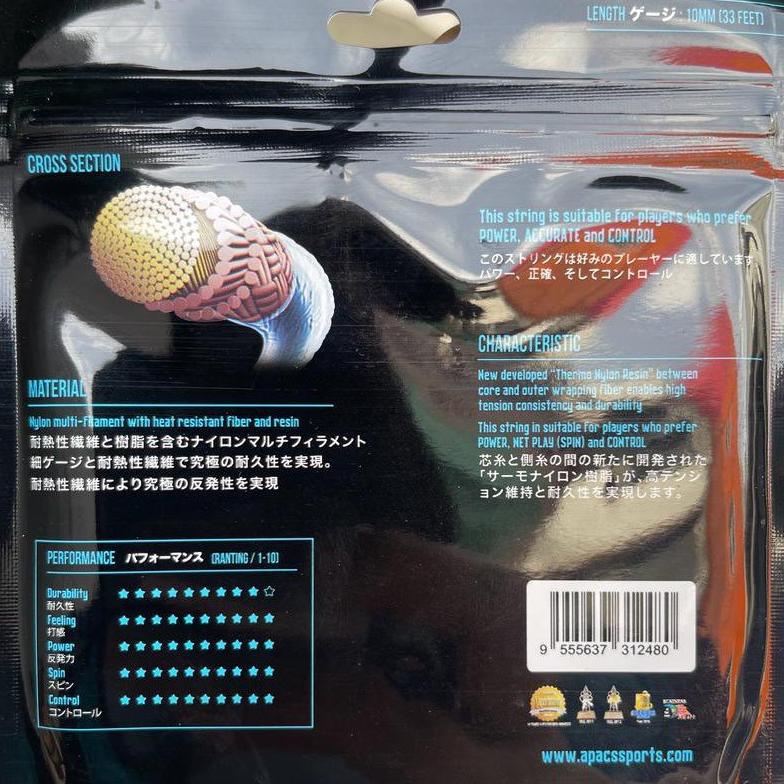 LENGTH ゲージ : 10MM (33 FEET)
CROSS SECTION
This string is suitable for players who prefer
POWER, ACCURATE and CONTROL
このストリングは好みのプレーヤーに適しています
パワー、正確、そしてコントロール
CHARACTERISTIC
New developed "Thermo Nylon Resin" between
core and outer wrapping fiber enables high
tension consistency and durability
This string in suitable for players who prefer
POWER, NET PLAY (SPIN) and CONTROL
芯糸と側糸の間の新たに開発された
「サーモナイロン樹脂」が、高テンシ
ョン維持と耐久性を実現します。
MATERIAL
Nylon multi-filament with heat resistant fiber and resin
耐熱性繊維と樹脂を含むナイロンマルチフィラメント
細ゲージと耐熱性繊維で究極の耐久性を実現。
耐熱性繊維により究極の反発性を実現
PERFORMANCE パフォーマンス (RANTING / 1-10)
Durability ★★★★★★★★★☆
耐久性
Feeling ★★★★★★★★★★
打感
Power ★★★★★★★★★★
反発力
Spin ★★★★★★★★★★
スピン
Control ★★★★★★★★★★
コントロール
9 555637 312480
www.apacssports.com